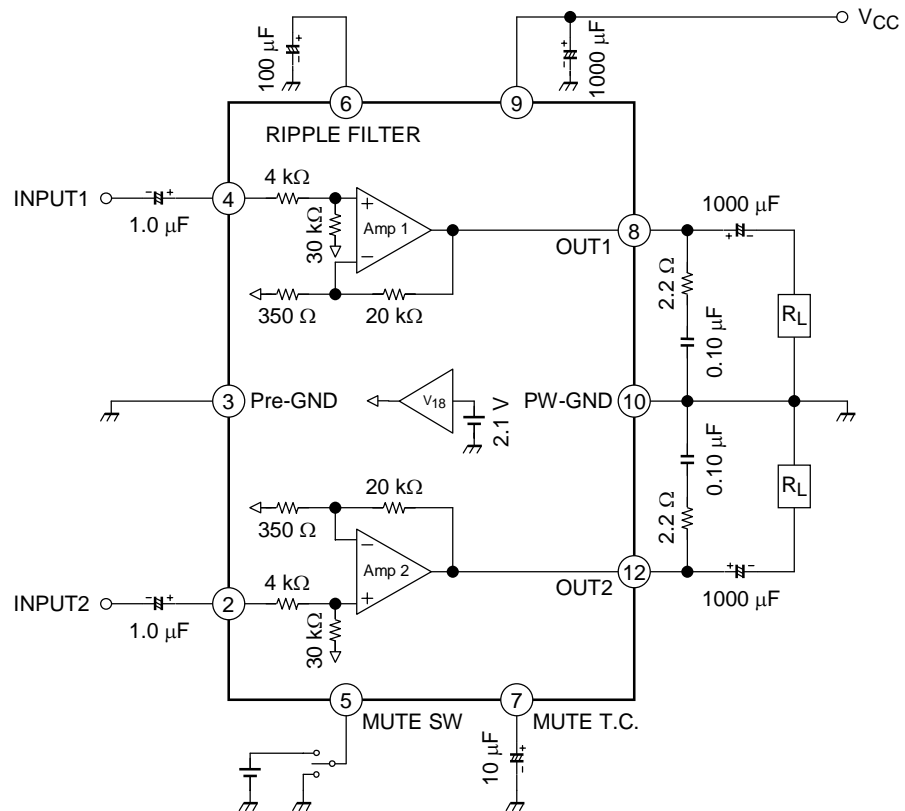 100 µF
1000 µF
VCC
6
9
RIPPLE FILTER
INPUT1
1.0 µF
4
4 kΩ
30 kΩ
Amp 1
+
−
350 Ω
20 kΩ
OUT1
8
1000 µF
2.2 Ω
0.10 µF
RL
3
Pre-GND
V18
2.1 V
PW-GND
10
0.10 µF
2.2 Ω
RL
20 kΩ
350 Ω
−
Amp 2
+
4 kΩ
30 kΩ
INPUT2
1.0 µF
2
OUT2
12
1000 µF
5
MUTE SW
7
MUTE T.C.
10 µF